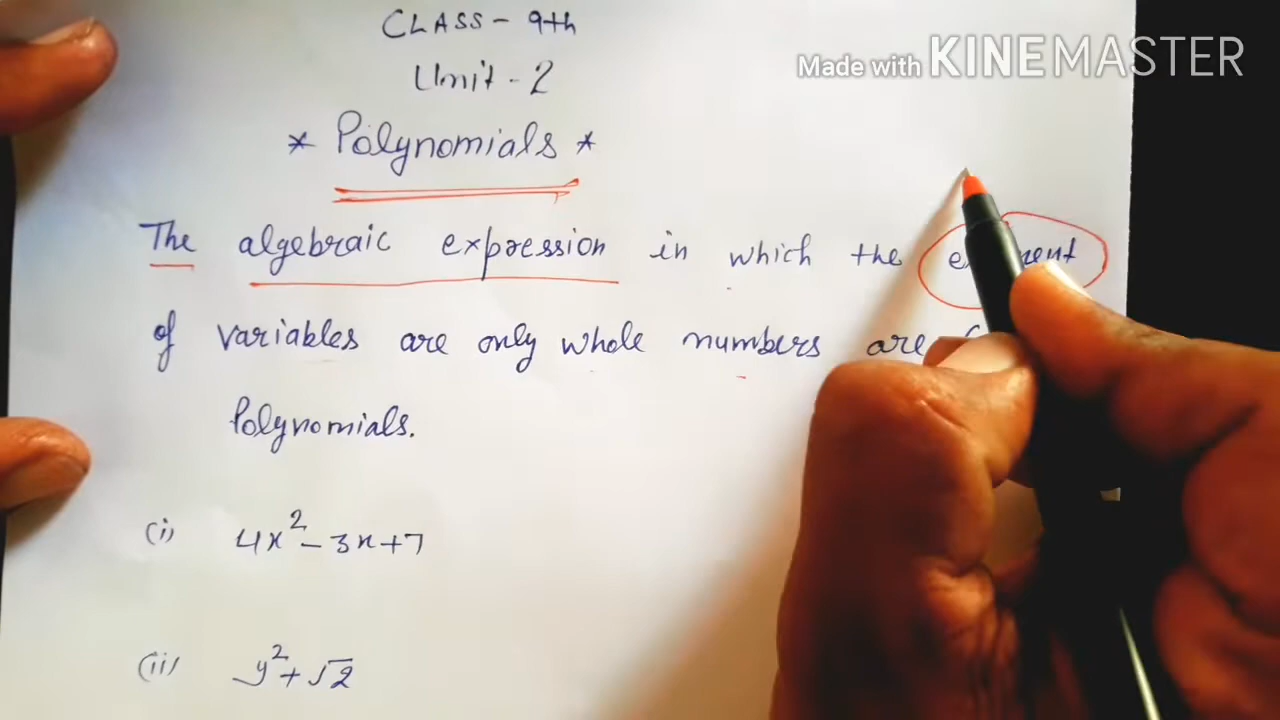 CLASS - 9th
Made with KINEMASTER
Unit - 2
* Polynomials *
The algebraic expression in which the
of variables are only whole numbers are
Polynomials.
(i) 4x² - 3x + 7
(ii) y² + √2